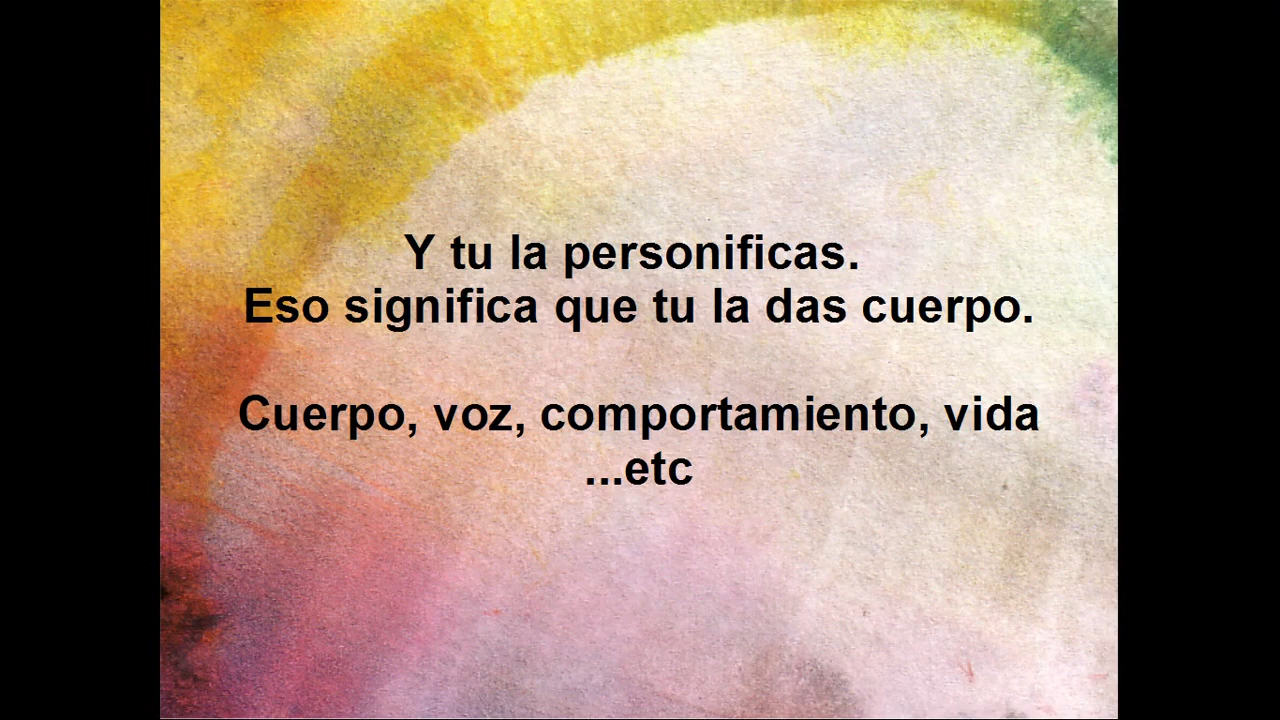 Y tu la personificas.
Eso significa que tu la das cuerpo.
Cuerpo, voz, comportamiento, vida
...etc